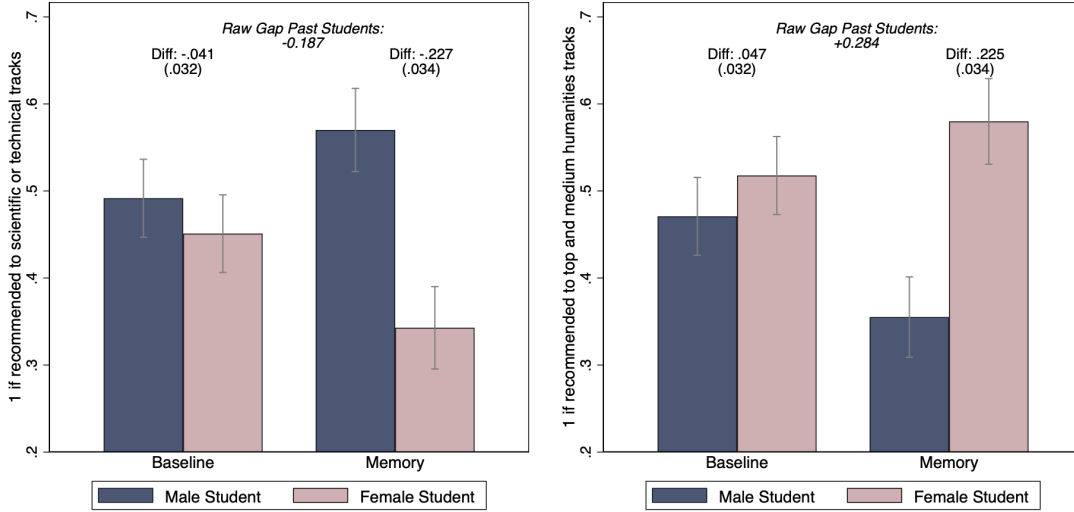 1 if recommended to scientific or technical tracks
.7
.6
.5
.4
.3
.2
Raw Gap Past Students:
-0.187
Diff: -.041
(.032)
Diff: -.227
(.034)
Baseline
Memory
Male Student
Female Student
1 if recommended to top and medium humanities tracks
.7
.6
.5
.4
.3
.2
Raw Gap Past Students:
+0.284
Diff: .047
(.032)
Diff: .225
(.034)
Baseline
Memory
Male Student
Female Student